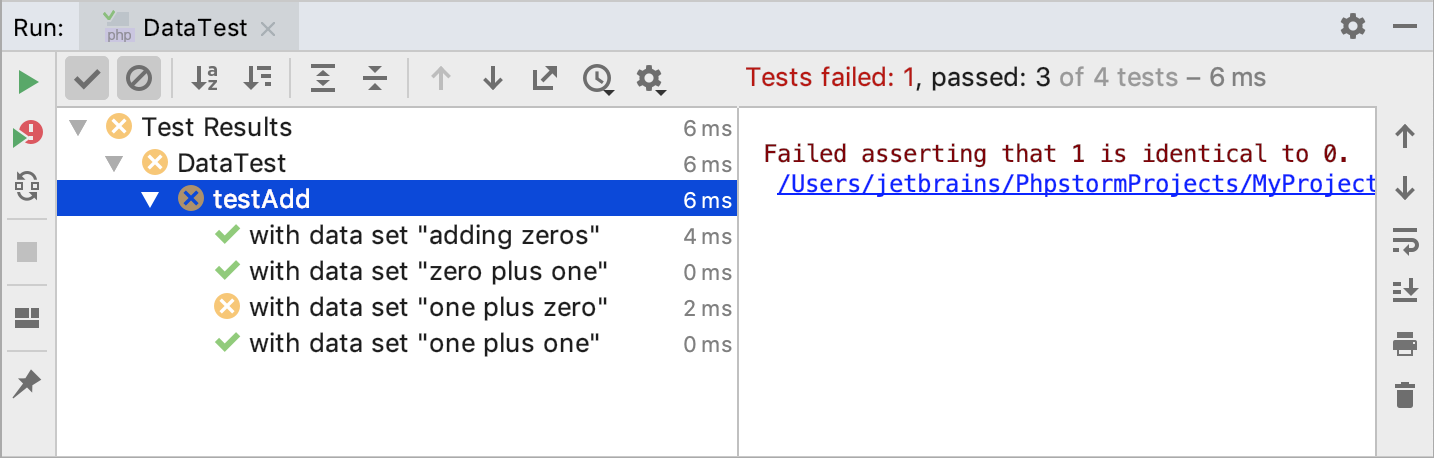 Run: php DataTest
Tests failed: 1, passed: 3 of 4 tests – 6 ms
Test Results 6 ms
DataTest 6 ms
testAdd 6 ms
with data set "adding zeros" 4 ms
with data set "zero plus one" 0 ms
with data set "one plus zero" 2 ms
with data set "one plus one" 0 ms
Failed asserting that 1 is identical to 0.
/Users/jetbrains/PhpstormProjects/MyProject